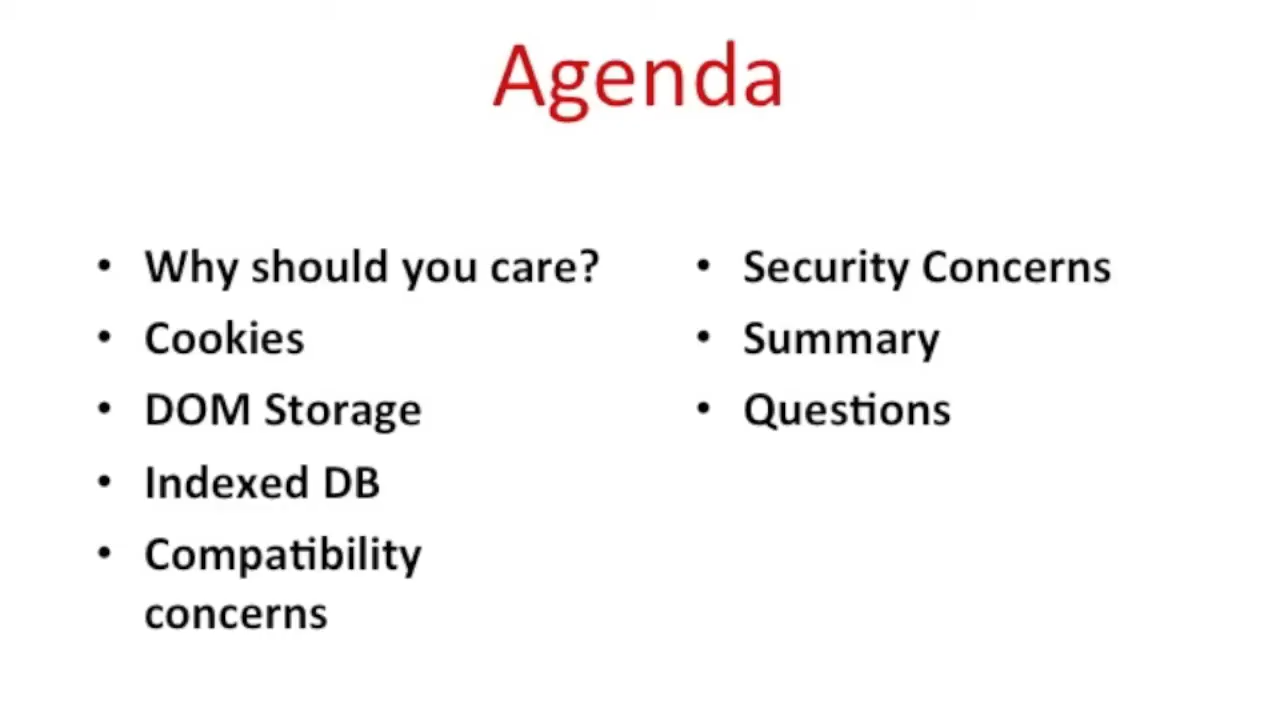 Agenda
• Why should you care?
• Cookies
• DOM Storage
• Indexed DB
• Compatibility
concerns
• Security Concerns
• Summary
• Questions